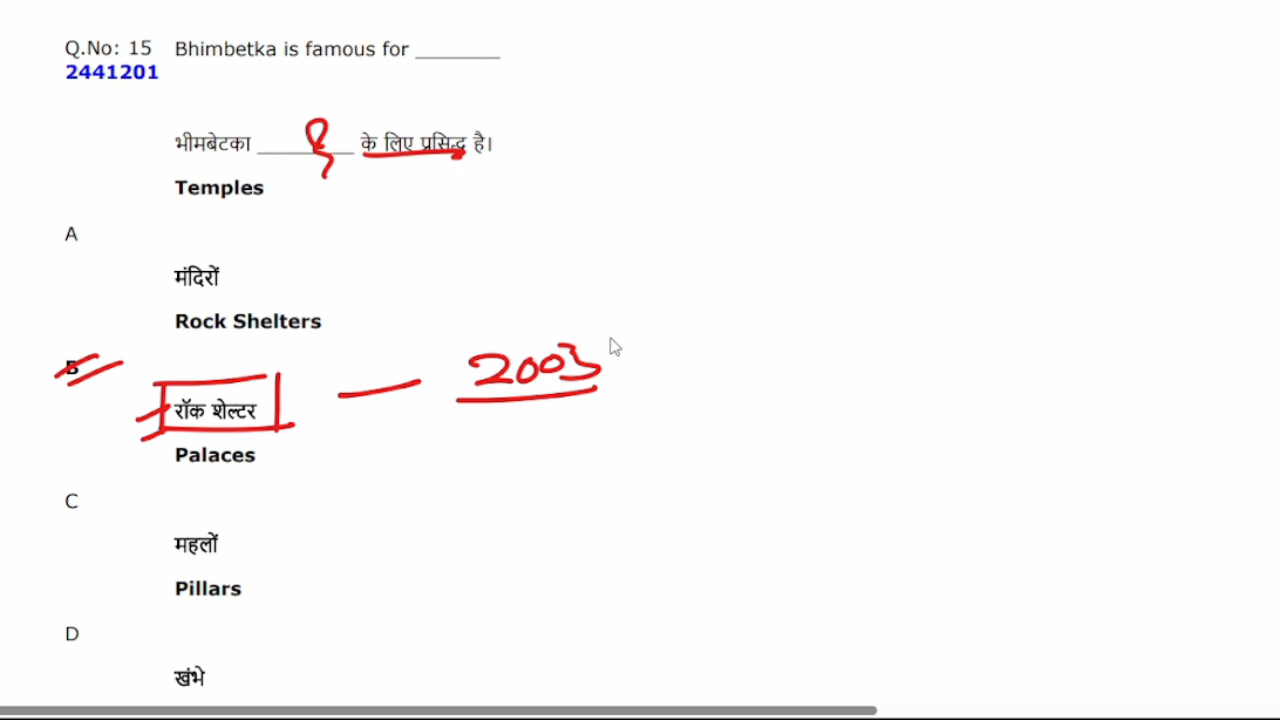 Q.No: 15 Bhimbetka is famous for ________
2441201
भीमबेटका ________ के लिए प्रसिद्ध है।
Temples
A
मंदिरों
Rock Shelters
B
2003
रॉक शेल्टर
Palaces
C
महलों
Pillars
D
खंभे